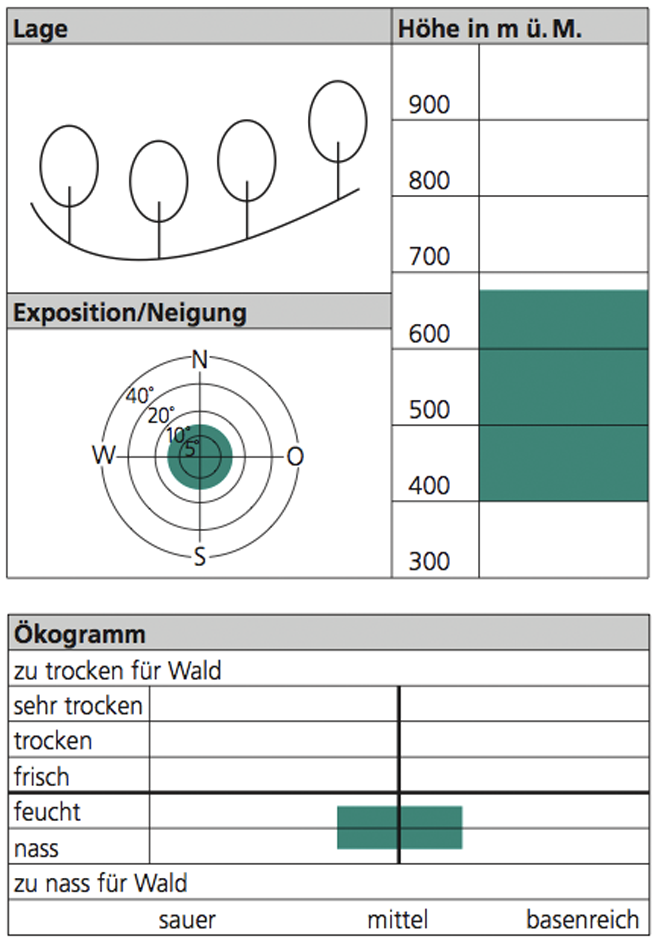 Lage
Höhe in m ü. M.
900
800
700
600
500
400
300
Exposition/Neigung
N
40°
20°
10°
5°
W
O
S
Ökogramm
zu trocken für Wald
sehr trocken
trocken
frisch
feucht
nass
zu nass für Wald
sauer mittel basenreich